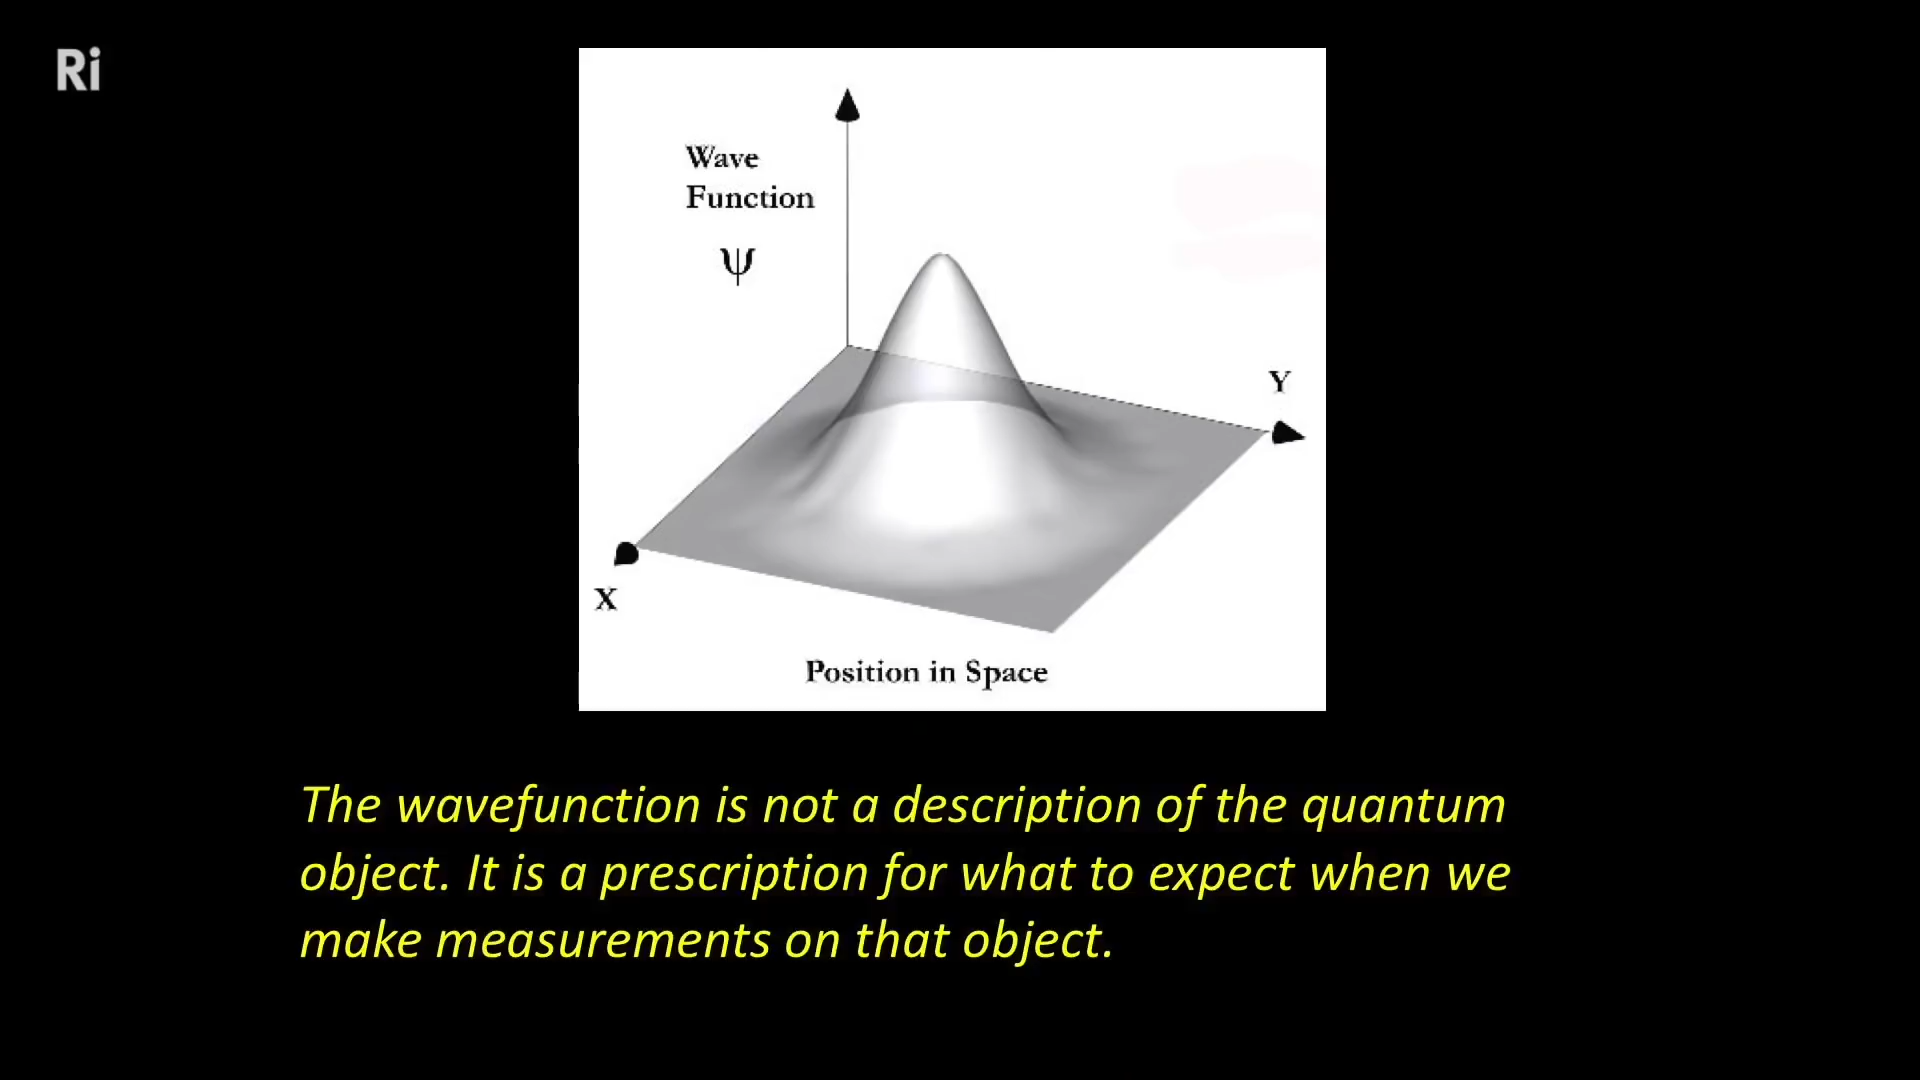 Ri
Wave
Function
ψ
Y
X
Position in Space
The wavefunction is not a description of the quantum
object. It is a prescription for what to expect when we
make measurements on that object.